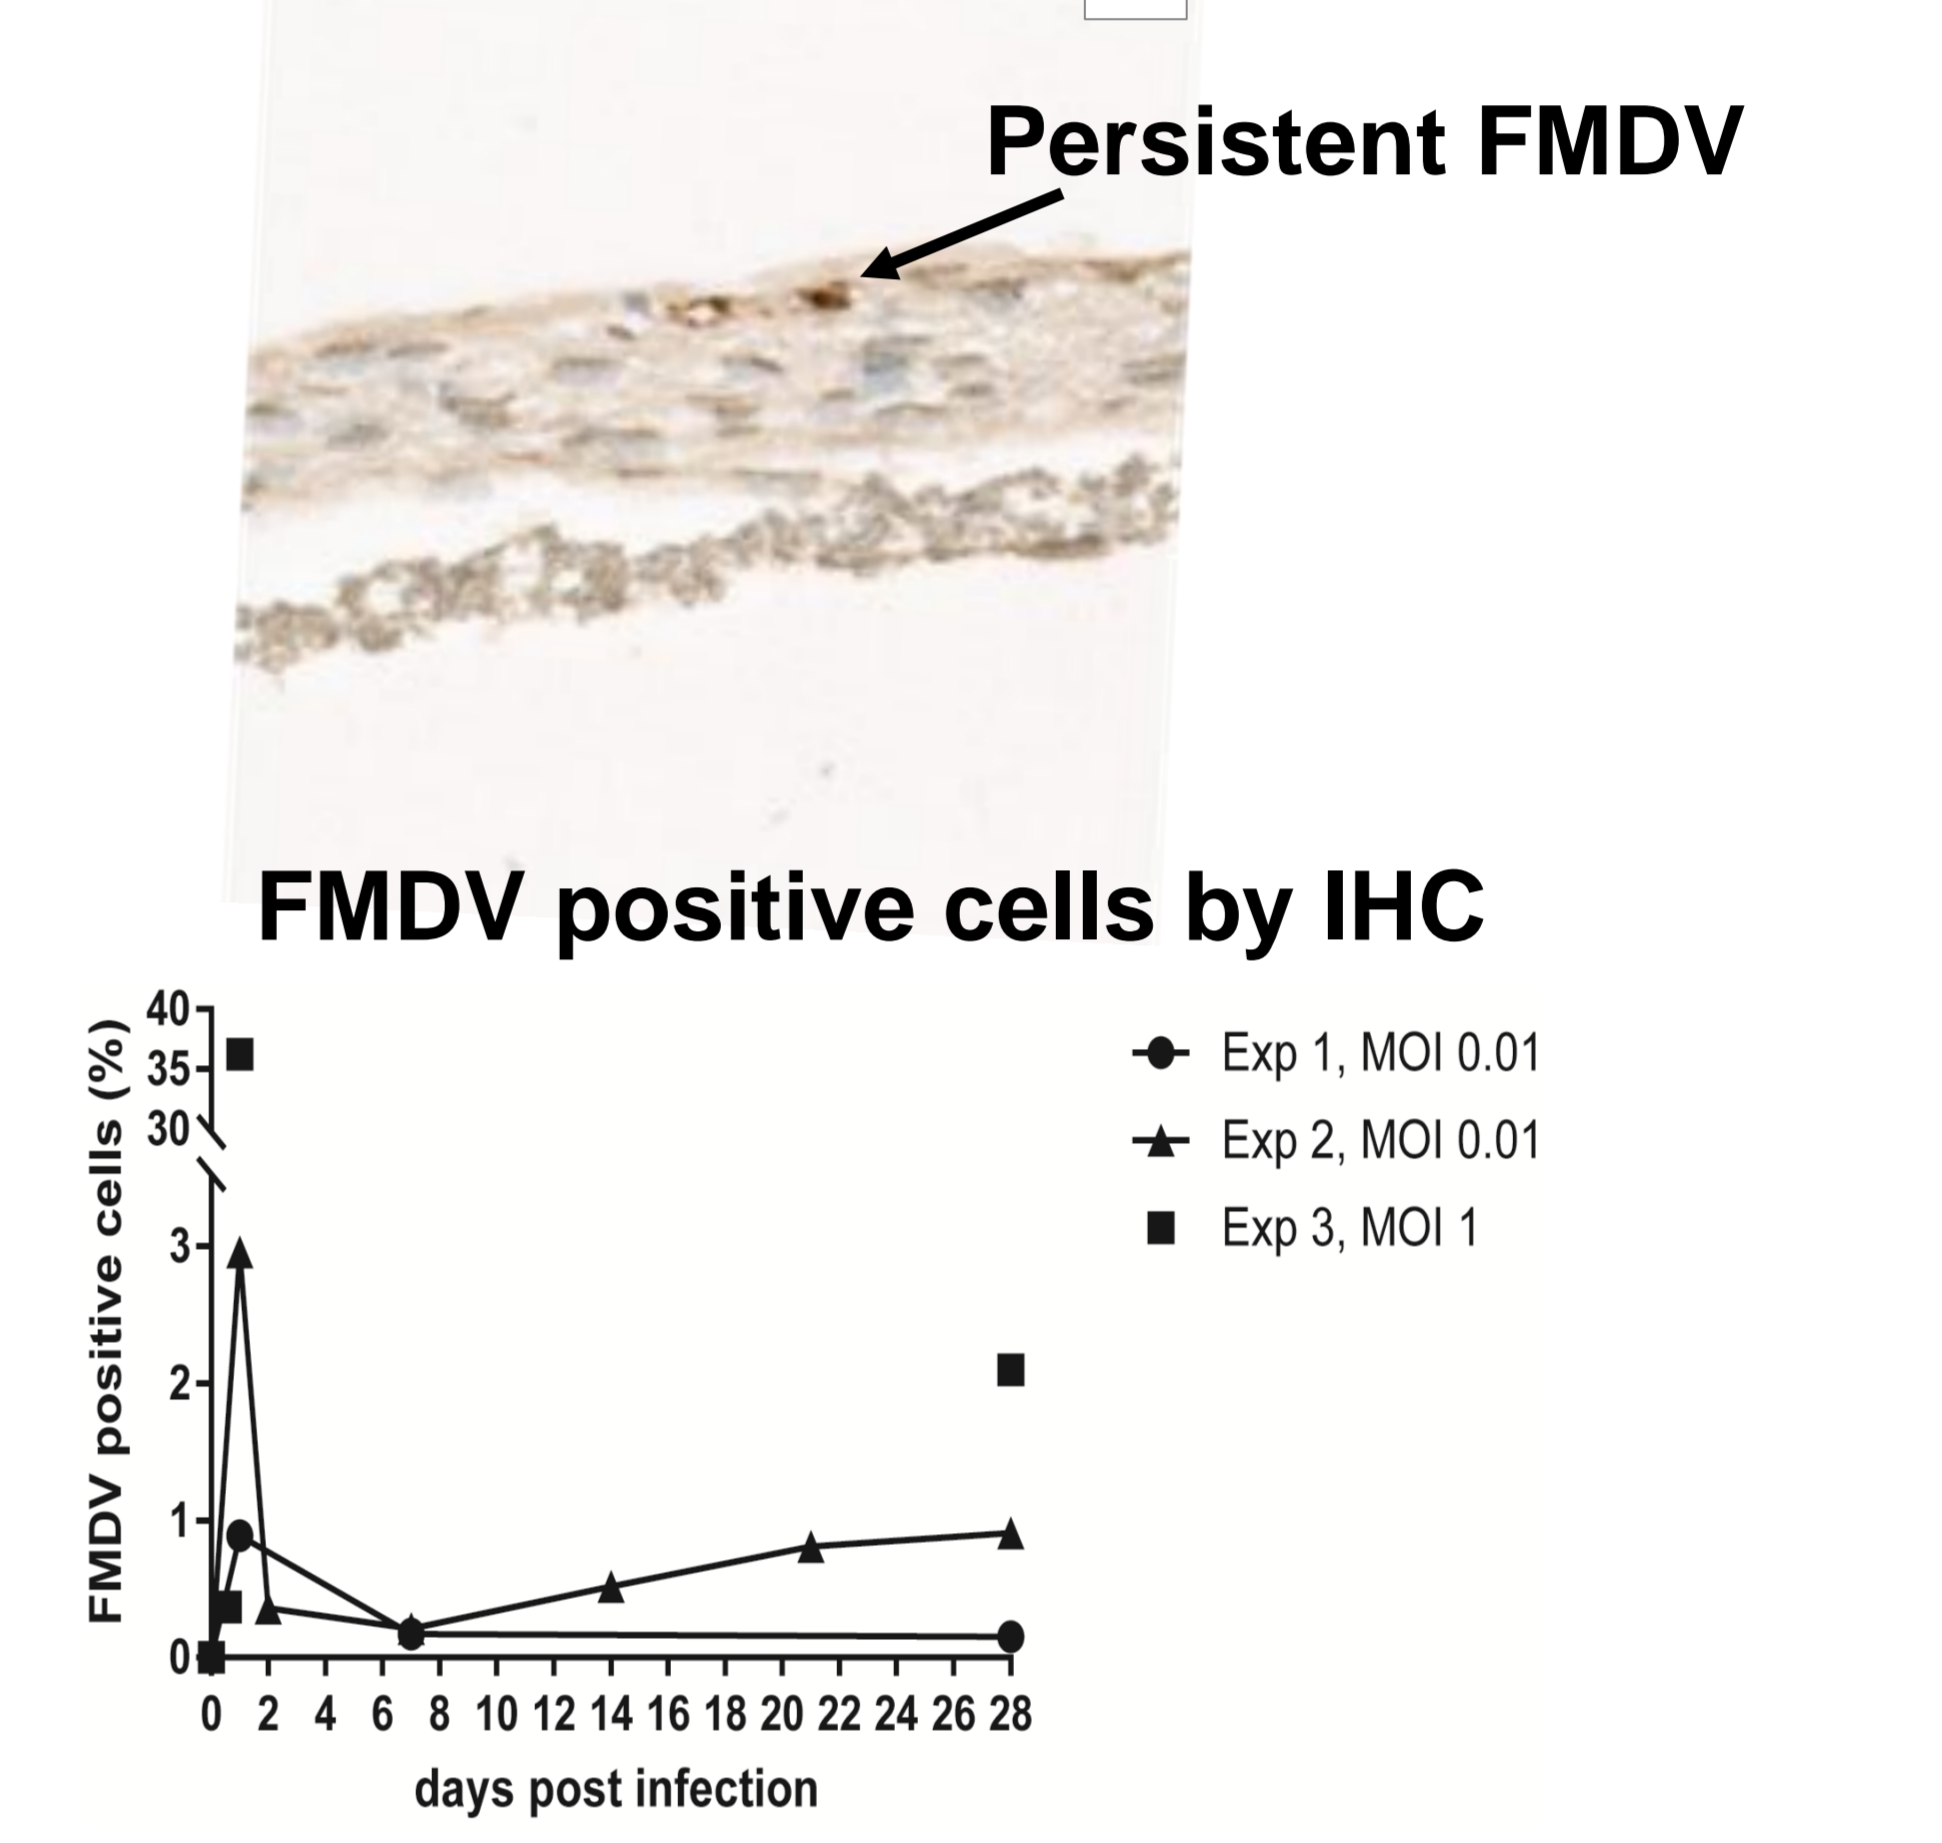 Persistent FMDV
FMDV positive cells by IHC
FMDV positive cells (%)
40
35
30
3
2
1
0
0 2 4 6 8 10 12 14 16 18 20 22 24 26 28
days post infection
Exp 1, MOI 0.01
Exp 2, MOI 0.01
Exp 3, MOI 1